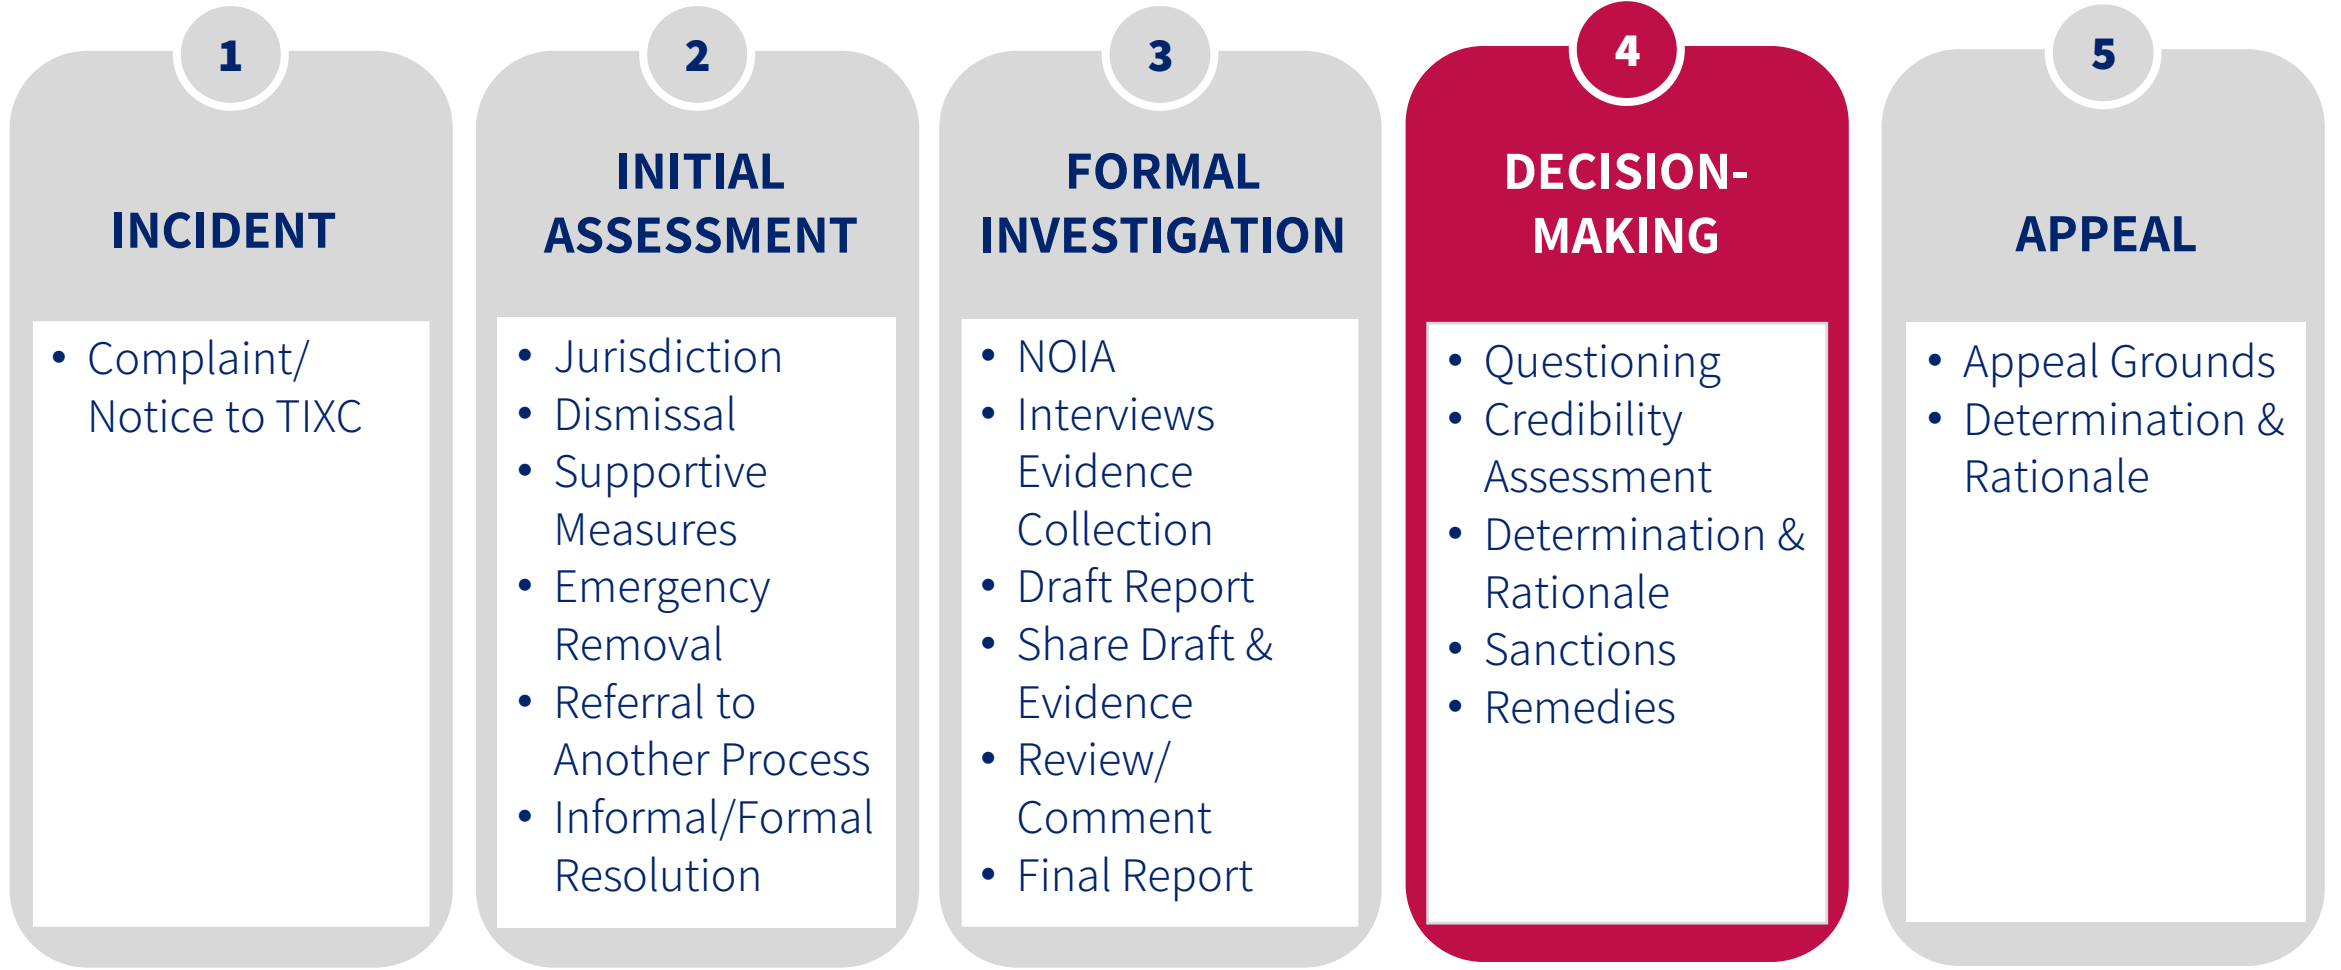 1
INCIDENT
• Complaint/
Notice to TIXC
2
INITIAL
ASSESSMENT
• Jurisdiction
• Dismissal
• Supportive
Measures
• Emergency
Removal
• Referral to
Another Process
• Informal/Formal
Resolution
3
FORMAL
INVESTIGATION
• NOIA
• Interviews
Evidence
Collection
• Draft Report
• Share Draft &
Evidence
• Review/
Comment
• Final Report
4
DECISION-
MAKING
• Questioning
• Credibility
Assessment
• Determination &
Rationale
• Sanctions
• Remedies
5
APPEAL
• Appeal Grounds
• Determination &
Rationale